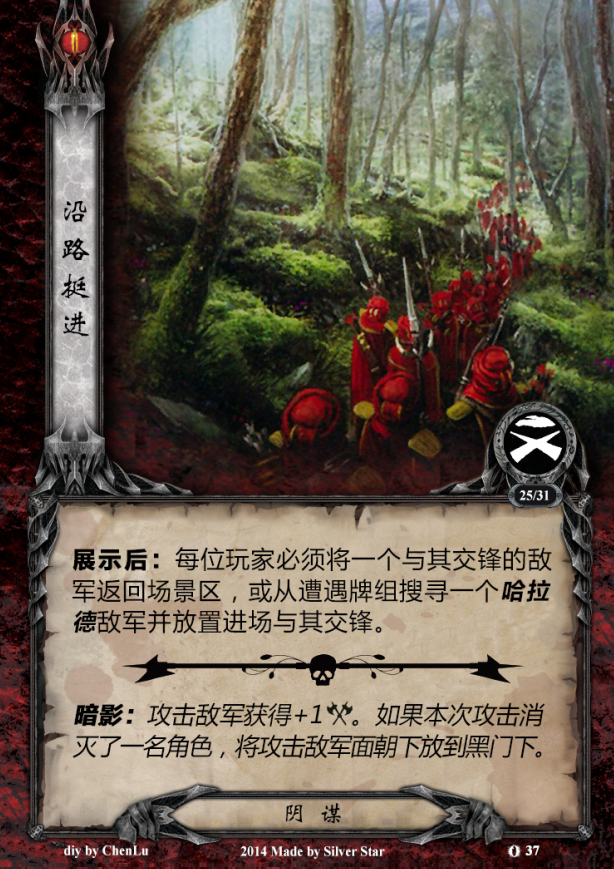 沿路挺进
25/31
展示后：每位玩家必须将一个与其交锋的敌
军返回场景区，或从遭遇牌组搜寻一个哈拉
德敌军并放置进场与其交锋。
暗影：攻击敌军获得+1。如果本次攻击消
灭了一名角色，将攻击敌军面朝下放到黑门下。
阴谋
diy by ChenLu
2014 Made by Silver Star
37